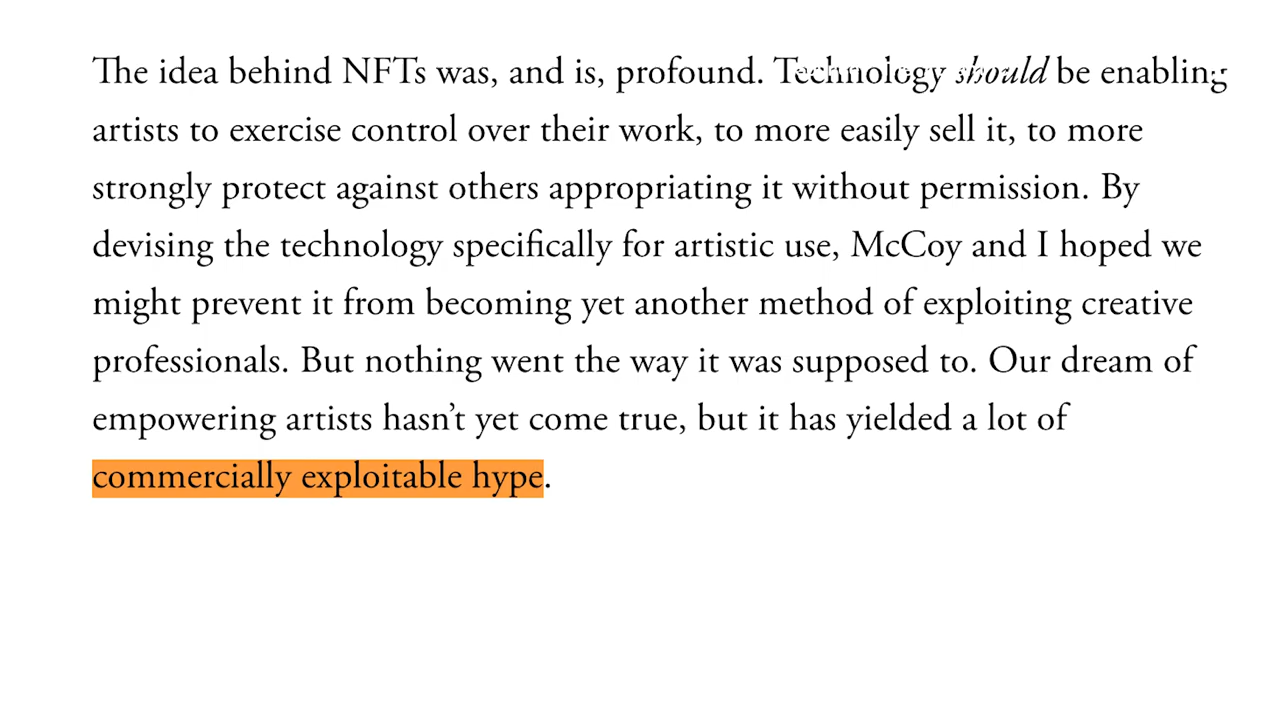 The idea behind NFTs was, and is, profound. Technology should be enabling
artists to exercise control over their work, to more easily sell it, to more
strongly protect against others appropriating it without permission. By
devising the technology specifically for artistic use, McCoy and I hoped we
might prevent it from becoming yet another method of exploiting creative
professionals. But nothing went the way it was supposed to. Our dream of
empowering artists hasn’t yet come true, but it has yielded a lot of
commercially exploitable hype.